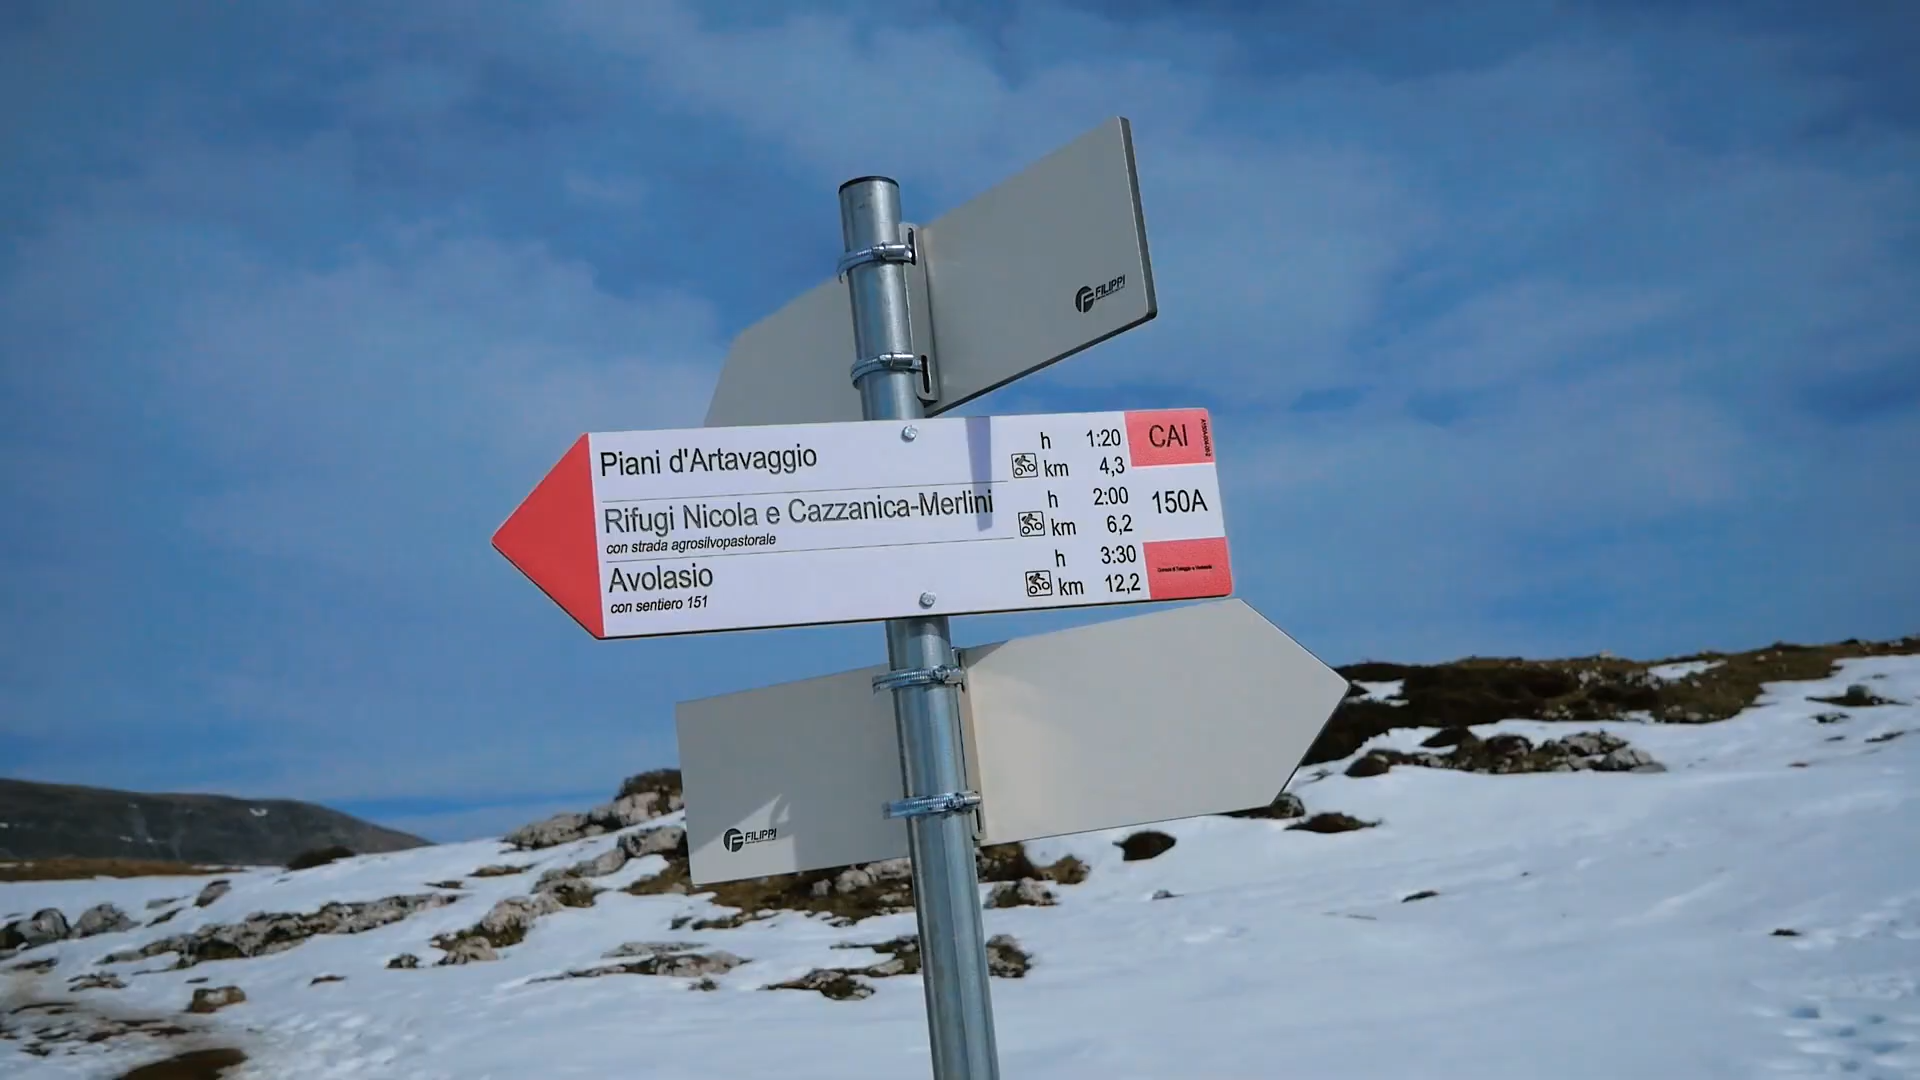 FILIPPI
Piani d'Artavaggio h 1:20 CAI
km 4,3
Rifugi Nicola e Cazzanica-Merlini h 2:00 150A
con strada agrosilvopastorale km 6,2
Avolasio h 3:30
con sentiero 151 km 12,2
FILIPPI